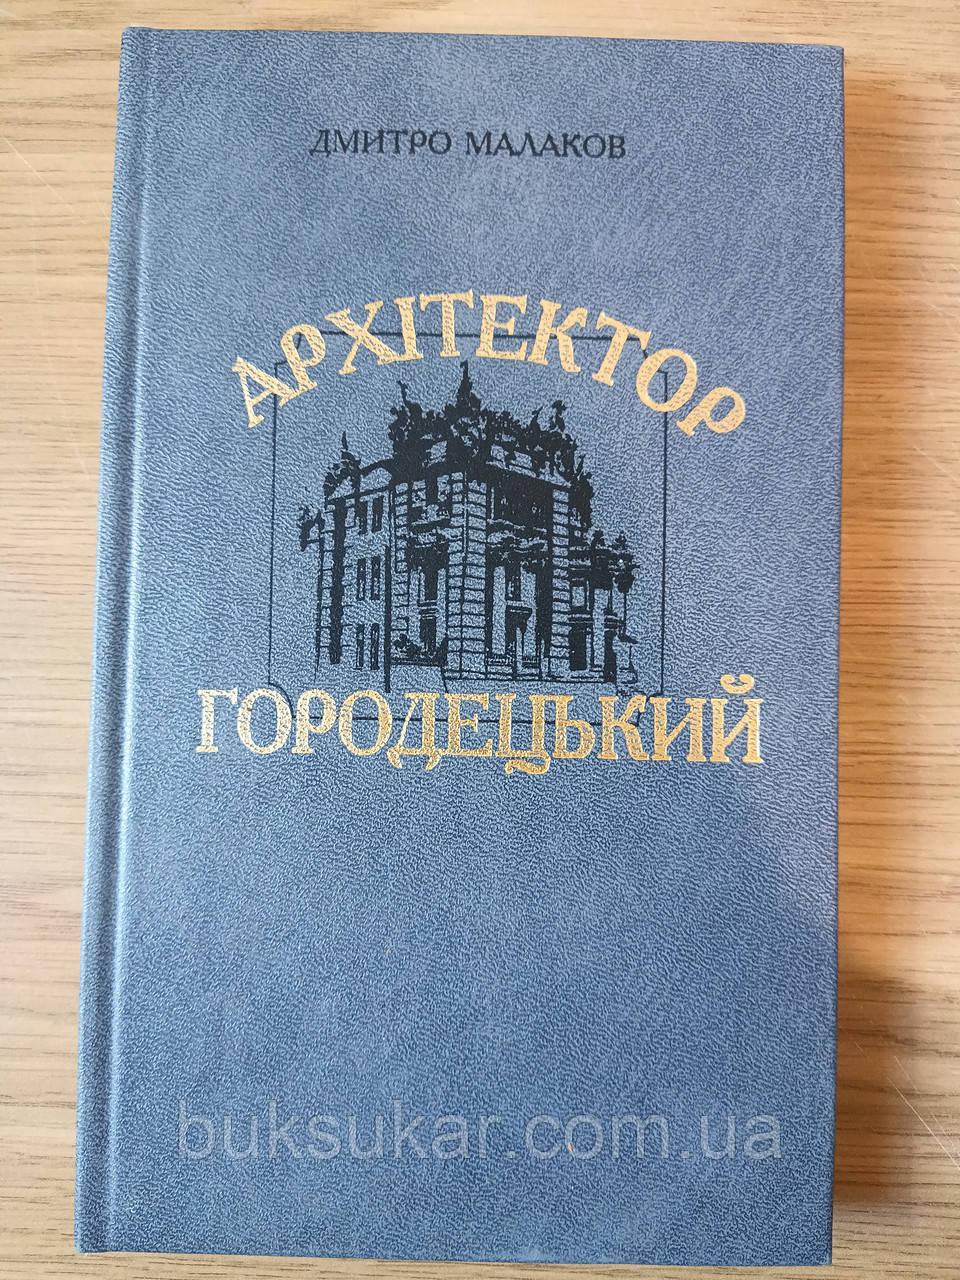 ДМИТРО МАЛАКОВ
АРХІТЕКТОР
ГОРОДЕЦЬКИЙ
buksukar.com.ua